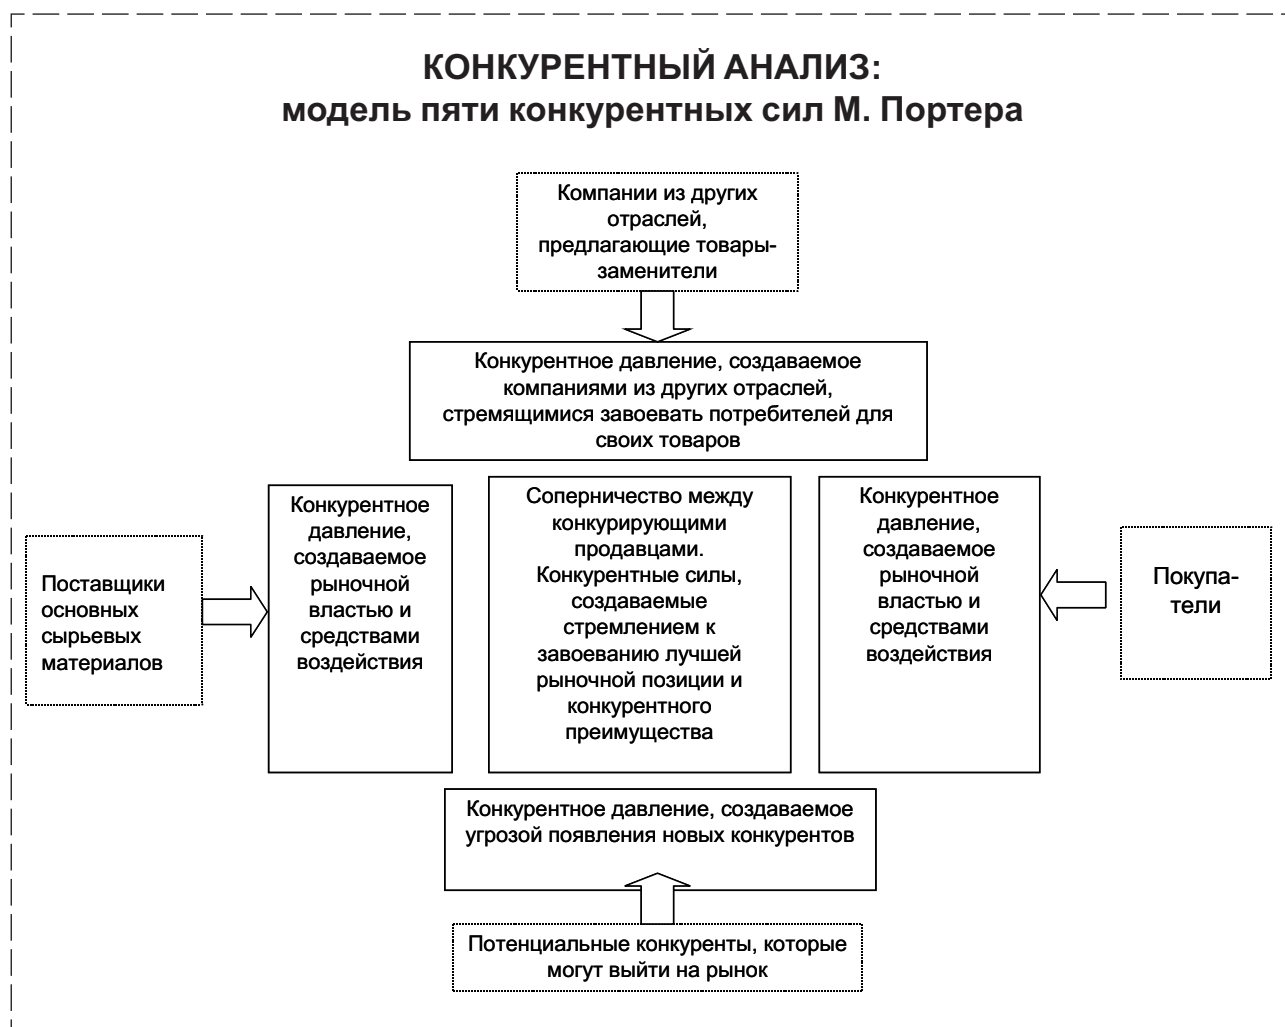 КОНКУРЕНТНЫЙ АНАЛИЗ:
модель пяти конкурентных сил М. Портера
Компании из других
отраслей,
предлагающие товары-
заменители
Конкурентное давление, создаваемое
компаниями из других отраслей,
стремящимися завоевать потребителей для
своих товаров
Поставщики
основных
сырьевых
материалов
Конкурентное
давление,
создаваемое
рыночной
властью и
средствами
воздействия
Соперничество между
конкурирующими
продавцами.
Конкурентные силы,
создаваемые
стремлением к
завоеванию лучшей
рыночной позиции и
конкурентного
преимущества
Конкурентное
давление,
создаваемое
рыночной
властью и
средствами
воздействия
Покупа-
тели
Конкурентное давление, создаваемое
угрозой появления новых конкурентов
Потенциальные конкуренты, которые
могут выйти на рынок